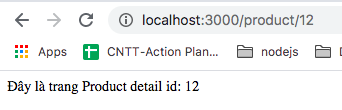 localhost:3000/product/12
Apps CNTT-Action Plan... nodejs
Đây là trang Product detail id: 12